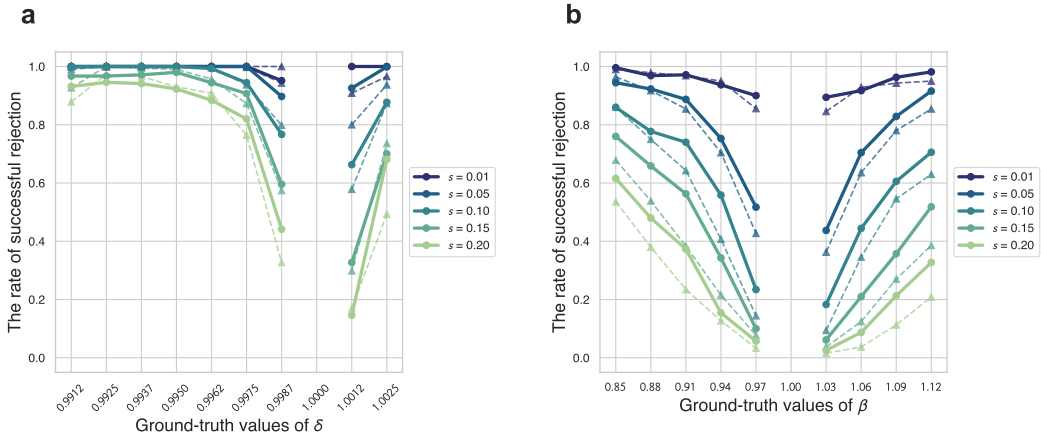 a
The rate of successful rejection
1.0
0.8
0.6
0.4
0.2
0.0
0.9912
0.9925
0.9937
0.9950
0.9962
0.9975
0.9987
1.0000
1.0012
1.0025
Ground-truth values of δ
s = 0.01
s = 0.05
s = 0.10
s = 0.15
s = 0.20
b
The rate of successful rejection
1.0
0.8
0.6
0.4
0.2
0.0
0.85
0.88
0.91
0.94
0.97
1.00
1.03
1.06
1.09
1.12
Ground-truth values of β
s = 0.01
s = 0.05
s = 0.10
s = 0.15
s = 0.20